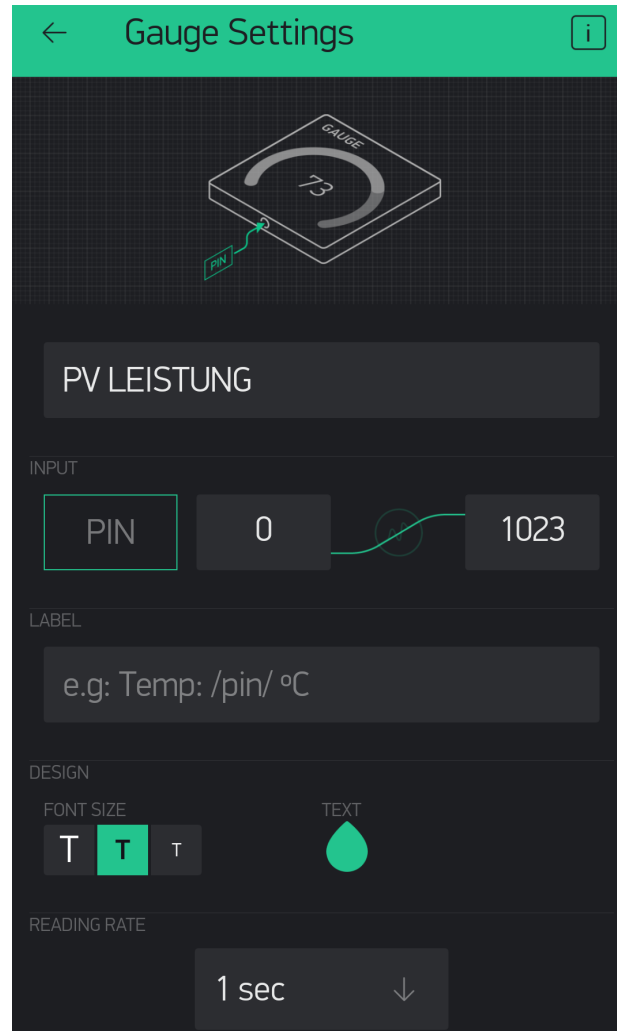 Gauge Settings
i
GAUGE
73
PIN
PV LEISTUNG
INPUT
PIN 0 1023
LABEL
e.g: Temp: /pin/ ºC
DESIGN
FONT SIZE TEXT
T T T
READING RATE
1 sec